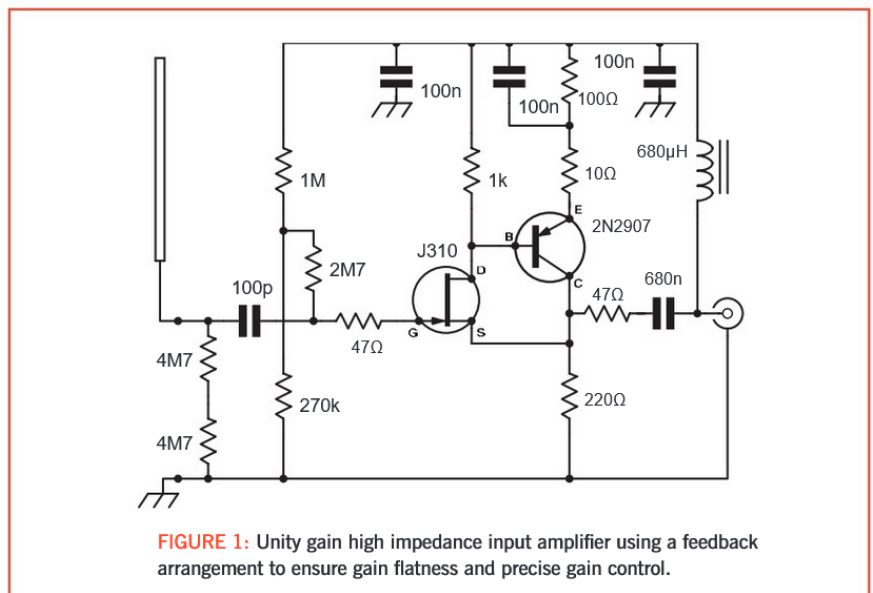 100n
100n
100n
100Ω
680µH
1M
1k
10Ω
E
2N2907
B
J310
2M7
D
C
680n
100p
47Ω
G
S
47Ω
4M7
270k
220Ω
4M7
FIGURE 1: Unity gain high impedance input amplifier using a feedback
arrangement to ensure gain flatness and precise gain control.